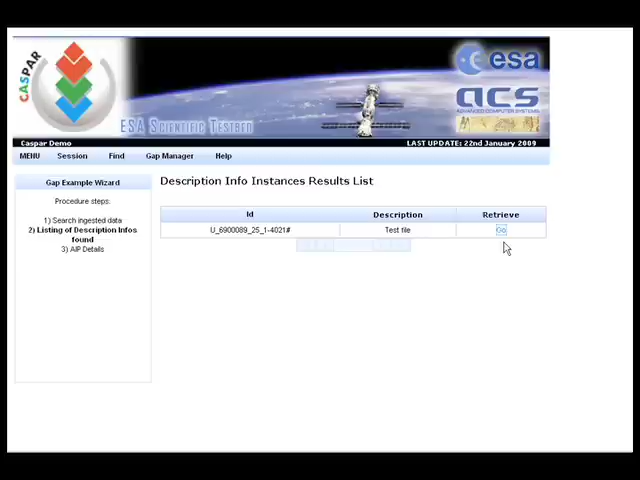 CASPAR
esa
acs
ADVANCED COMPUTER SYSTEMS
ESA Scientific Testbed
Caspar Demo
LAST UPDATE: 22nd January 2009
MENU Session Find Gap Manager Help
Gap Example Wizard
Procedure steps:
1) Search ingested data
2) Listing of Description Infos
found
3) AIP Details
Description Info Instances Results List
Id Description Retrieve
U_6900089_25_1-4021# Test file Go